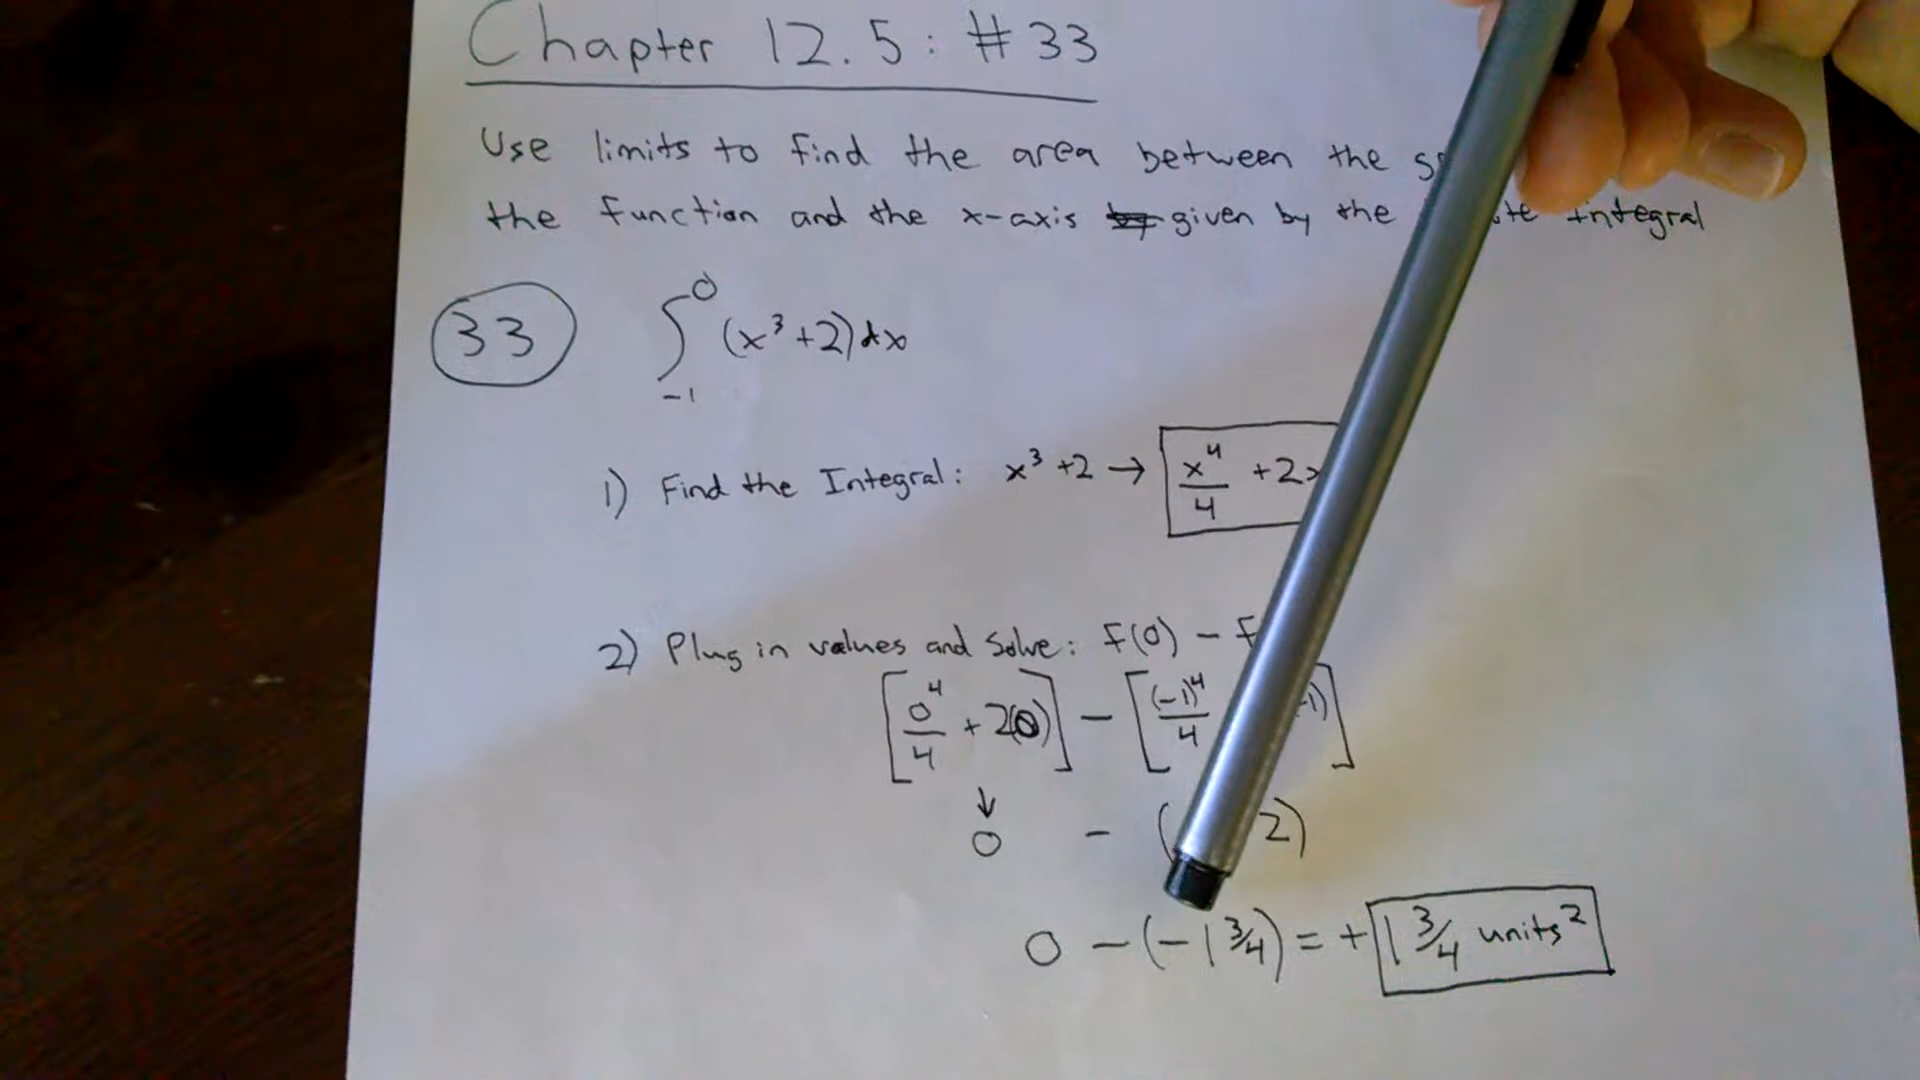 Chapter 12.5: #33
Use limits to find the area between the
the function and the x-axis given by the integral
33 ∫₋₁⁰ (x³+2)dx
1) Find the Integral: x³+2 → x⁴/4 +2x
2) Plug in values and Solve: F(0) - F
[0⁴/4 + 2(0)] - [(-1)⁴/4 -1)]
↓
0 - ( 2)
0 - (-1 3/4) = + 1 3/4 units²